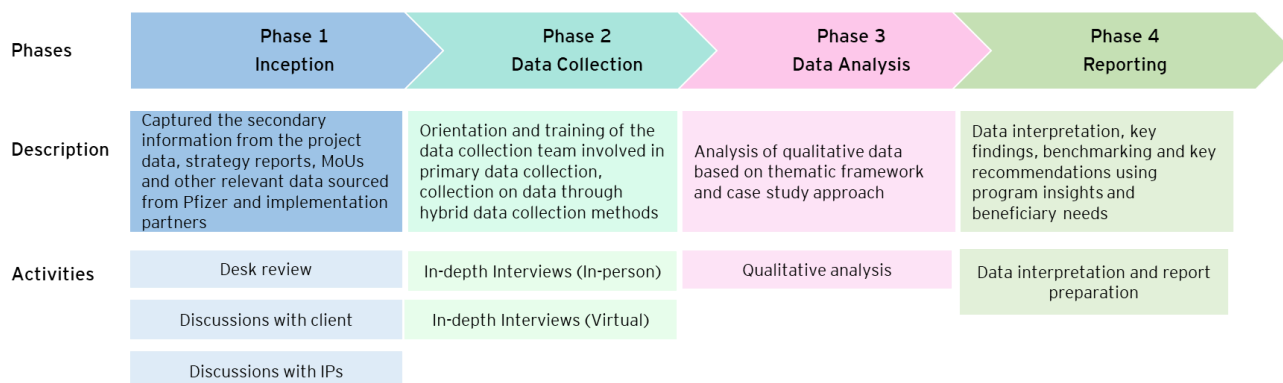 Phases
Phase 1
Inception
Phase 2
Data Collection
Phase 3
Data Analysis
Phase 4
Reporting
Description
Captured the secondary
information from the project
data, strategy reports, MoUs
and other relevant data sourced
from Pfizer and implementation
partners
Orientation and training of the
data collection team involved in
primary data collection,
collection on data through
hybrid data collection methods
Analysis of qualitative data
based on thematic framework
and case study approach
Data interpretation, key
findings, benchmarking and key
recommendations using
program insights and
beneficiary needs
Activities
Desk review
In-depth Interviews (In-person)
Qualitative analysis
Data interpretation and report
preparation
Discussions with client
In-depth Interviews (Virtual)
Discussions with IPs